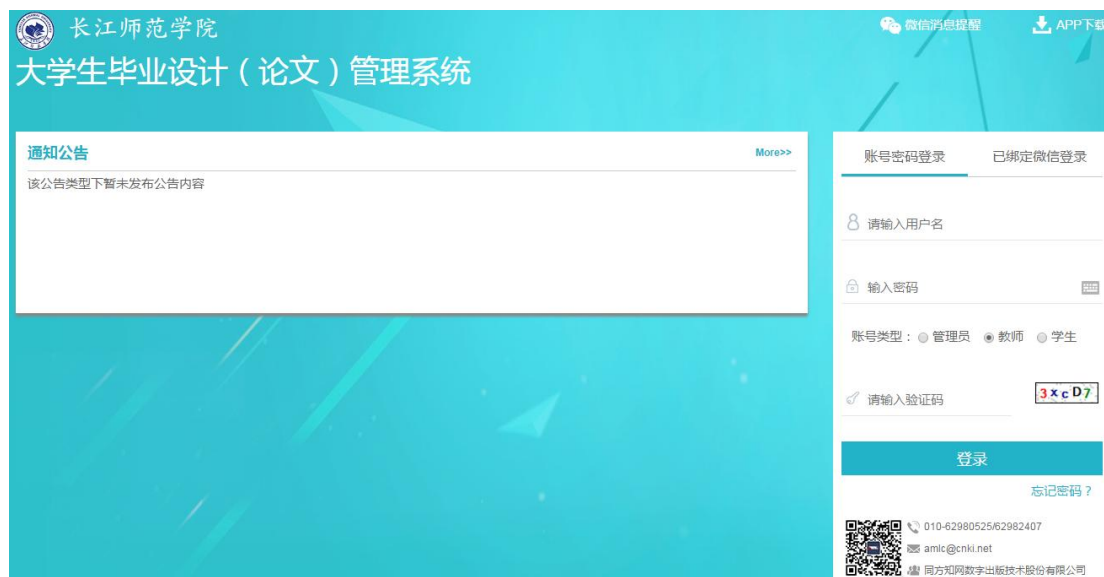 长江师范学院
微信消息提醒
APP下载
大学生毕业设计(论文)管理系统
通知公告
More>>
该公告类型下暂未发布公告内容
账号密码登录
已绑定微信登录
请输入用户名
输入密码
账号类型:管理员 教师 学生
请输入验证码
3xcD7
登录
忘记密码?
010-62980525/62982407
amlc@cnki.net
同方知网数字出版技术股份有限公司